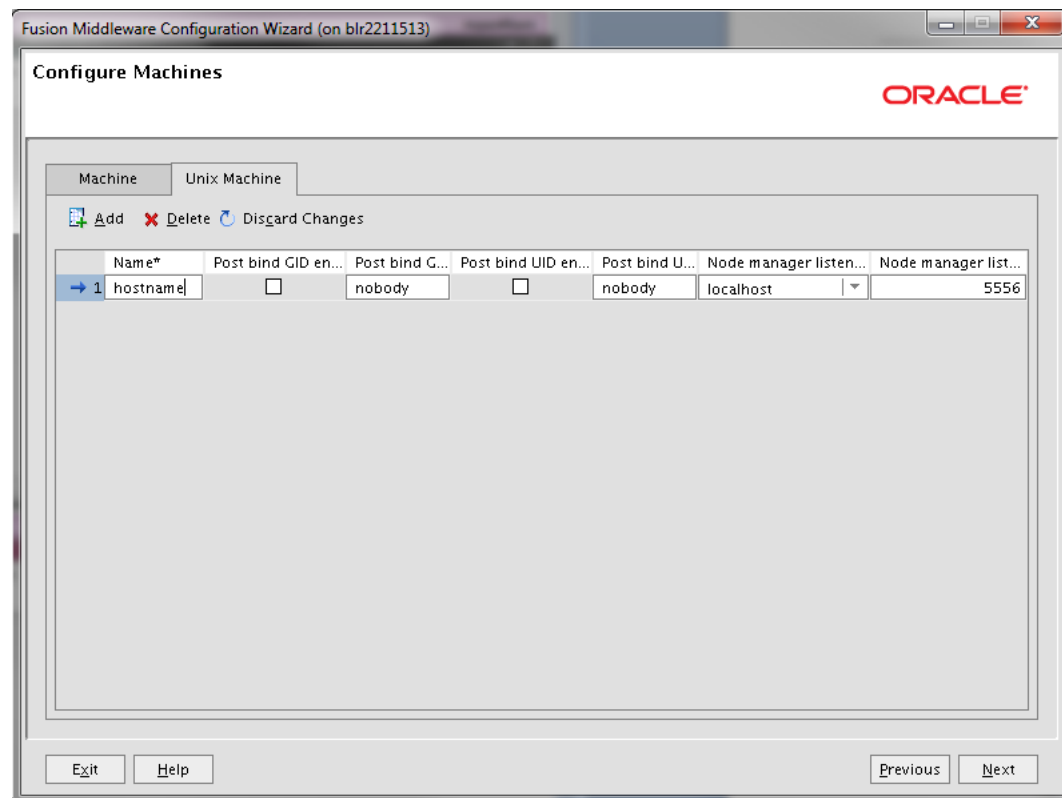 Fusion Middleware Configuration Wizard (on blr2211513)
Configure Machines
ORACLE
Machine Unix Machine
Add Delete Discard Changes
Name* Post bind GID en... Post bind G... Post bind UID en... Post bind U... Node manager listen... Node manager list...
1 hostname nobody nobody localhost 5556
Exit Help Previous Next